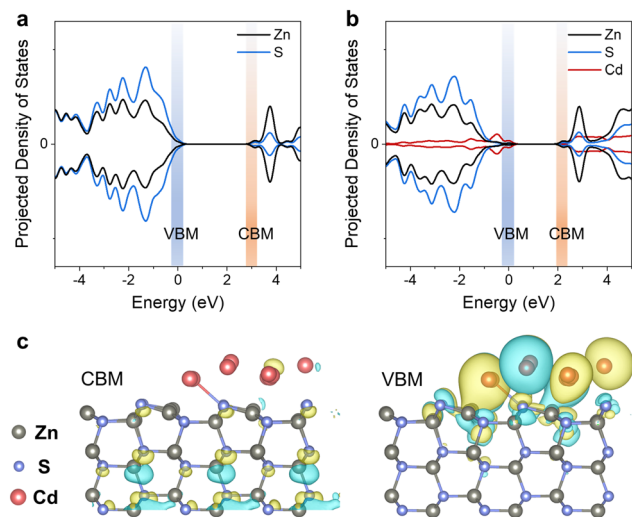 a
Projected Density of States
0
Zn
S
VBM
CBM
-4 -2 0 2 4
Energy (eV)
b
Projected Density of States
0
Zn
S
Cd
VBM
CBM
-4 -2 0 2 4
Energy (eV)
c
CBM
VBM
Zn
S
Cd